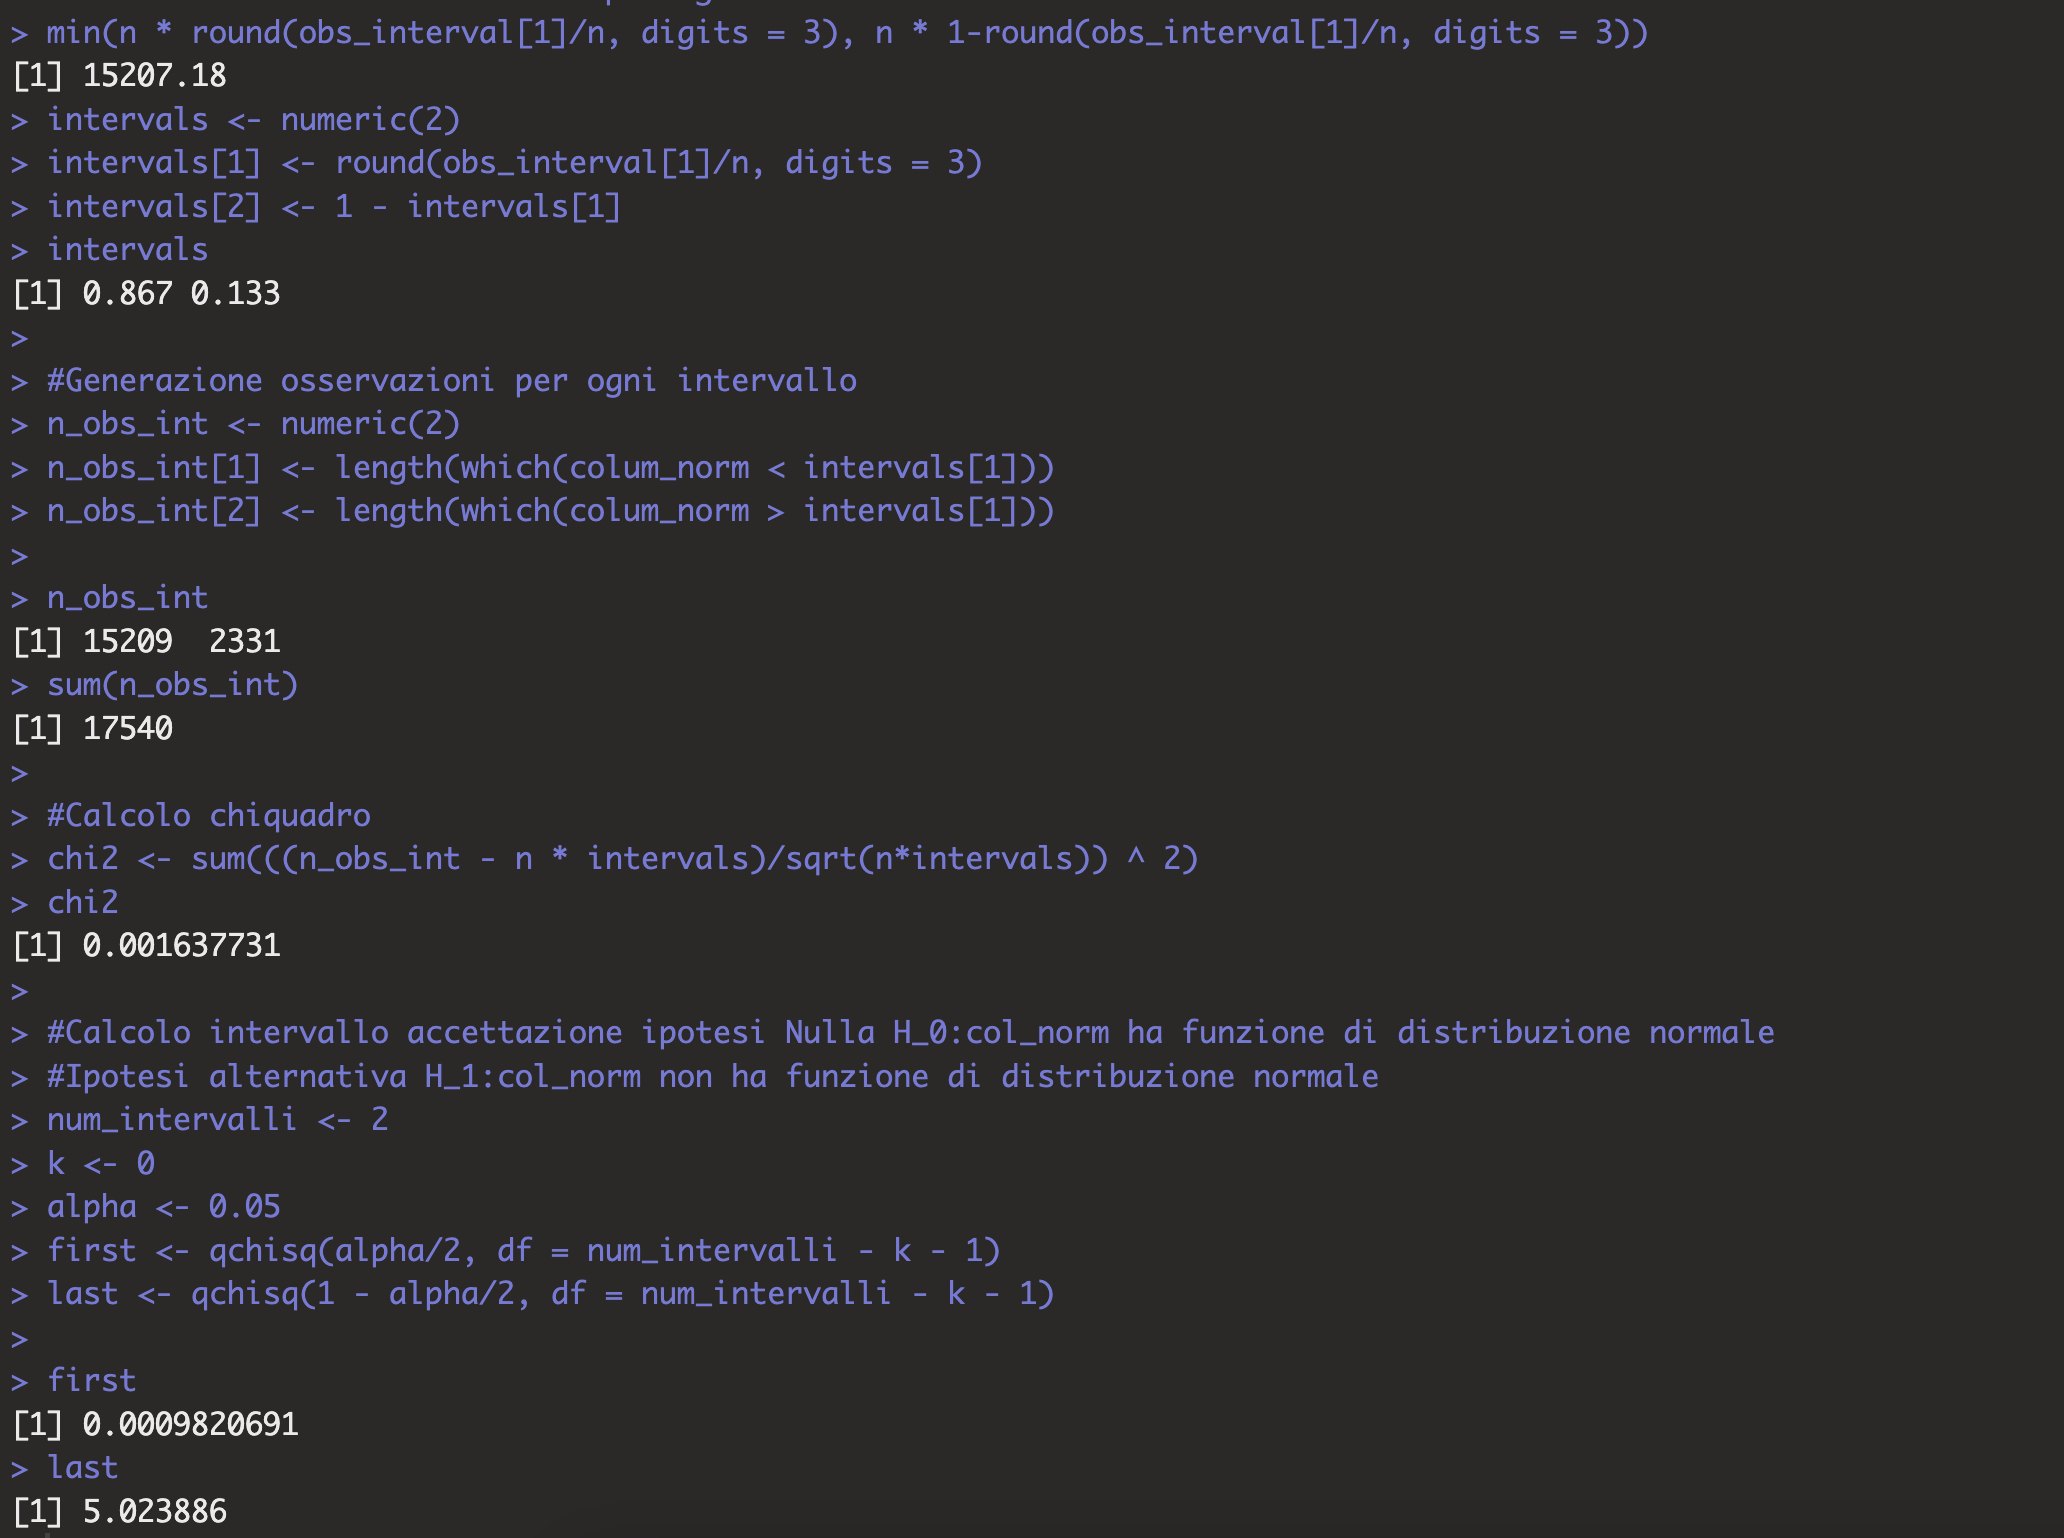 > min(n * round(obs_interval[1]/n, digits = 3), n * 1-round(obs_interval[1]/n, digits = 3))
[1] 15207.18
> intervals <- numeric(2)
> intervals[1] <- round(obs_interval[1]/n, digits = 3)
> intervals[2] <- 1 - intervals[1]
> intervals
[1] 0.867 0.133
>
> #Generazione osservazioni per ogni intervallo
> n_obs_int <- numeric(2)
> n_obs_int[1] <- length(which(colum_norm < intervals[1]))
> n_obs_int[2] <- length(which(colum_norm > intervals[1]))
>
> n_obs_int
[1] 15209  2331
> sum(n_obs_int)
[1] 17540
>
> #Calcolo chiquadro
> chi2 <- sum(((n_obs_int - n * intervals)/sqrt(n*intervals)) ^ 2)
> chi2
[1] 0.001637731
>
> #Calcolo intervallo accettazione ipotesi Nulla H_0:col_norm ha funzione di distribuzione normale
> #Ipotesi alternativa H_1:col_norm non ha funzione di distribuzione normale
> num_intervalli <- 2
> k <- 0
> alpha <- 0.05
> first <- qchisq(alpha/2, df = num_intervalli - k - 1)
> last <- qchisq(1 - alpha/2, df = num_intervalli - k - 1)
>
> first
[1] 0.0009820691
> last
[1] 5.023886